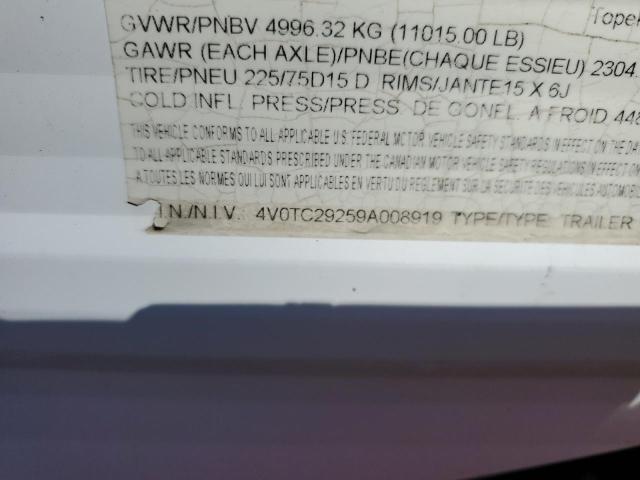 Tope
GVWR/PNBV 4996.32 KG (11015.00 LB)
GAWR (EACH AXLE)/PNBE(CHAQUE ESSIEU) 2304.
TIRE/PNEU 225/75D15 D RIMS/JANTE15 X 6J
COLD INFL. PRESS/PRESS. DE GONFL. A FROID 448
THIS VEHICLE CONFORMS TO ALL APPLICABLE U.S. FEDERAL MOTOR VEHICLE SAFETY STANDARDS IN EFFECT ON THE DA
TO ALL APPLICABLE STANDARDS PRESCRIBED UNDER THE CANADIAN MOTOR VEHICLE SAFETY REGULATIONS IN EFFECT
A TOUTES LES NORMES QUI LUI SONT APPLICABLES EN VERTU DU REGLEMENT SUR LA SECURITE DES VEHICULES AUTOMOBILES
I.N./N.I.V. 4V0TC29259A008919 TYPE/TYPE: TRAILER